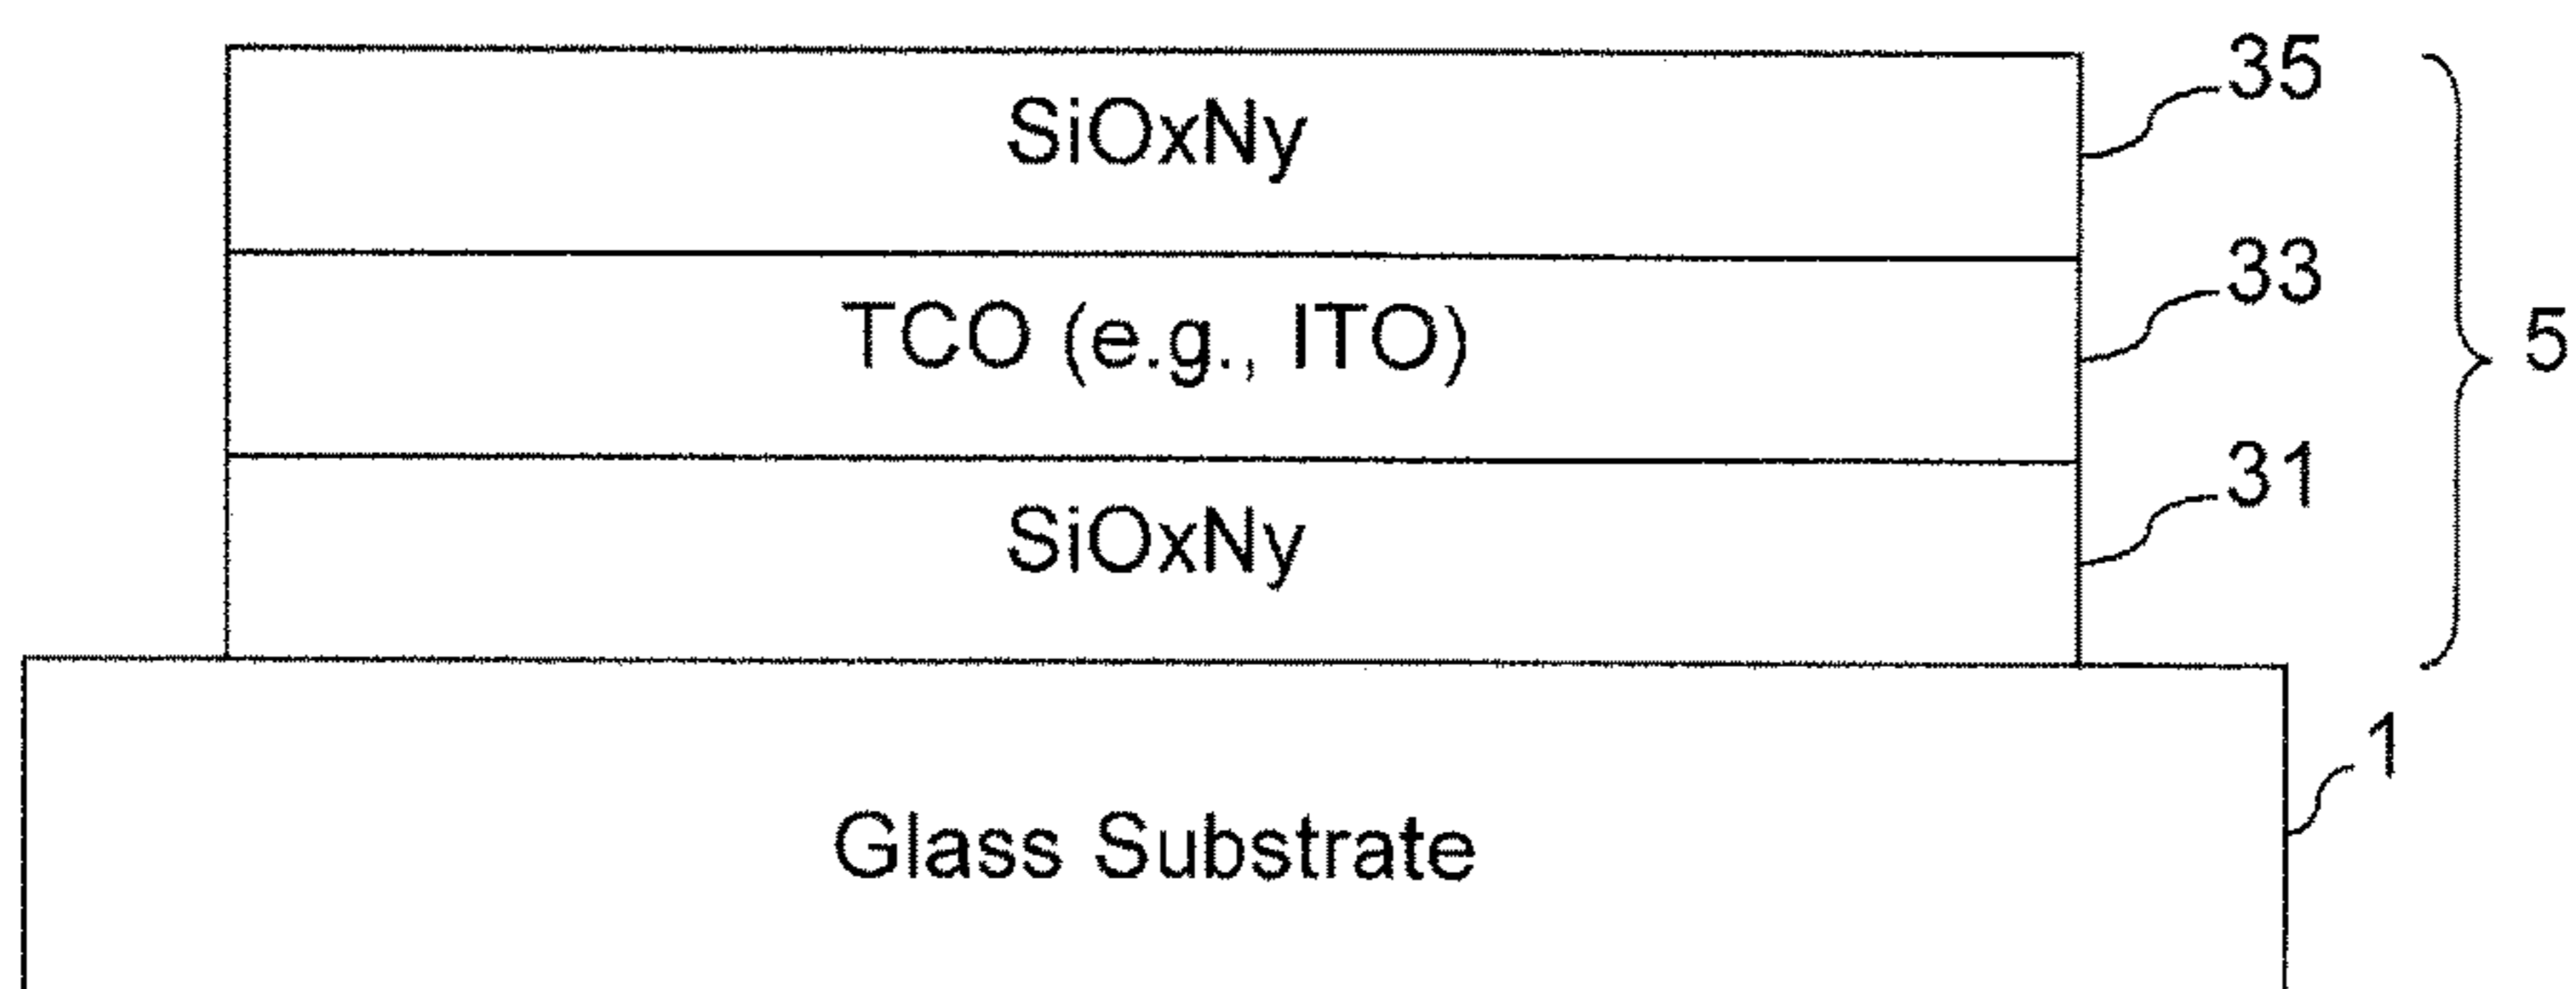 SiOxNy
35
TCO (e.g., ITO)
33
5
SiOxNy
31
1
Glass Substrate